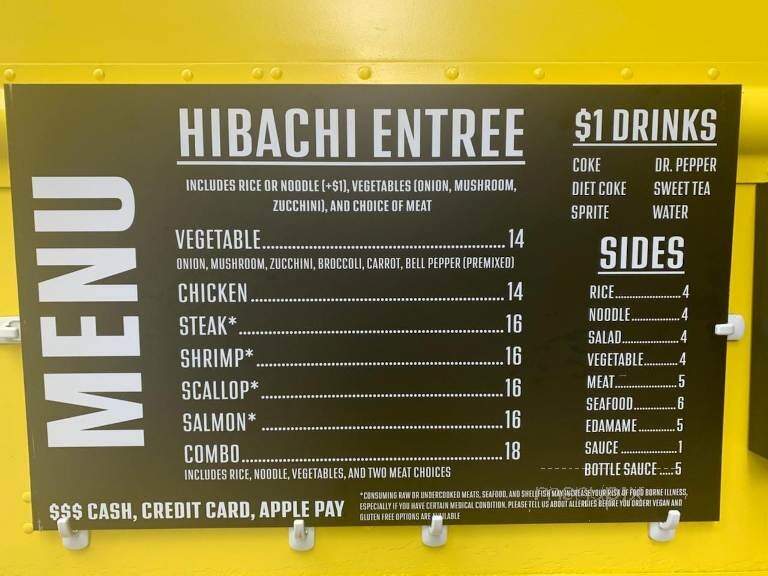 MENU
HIBACHI ENTREE
INCLUDES RICE OR NOODLE (+$1), VEGETABLES (ONION, MUSHROOM,
ZUCCHINI), AND CHOICE OF MEAT
VEGETABLE 14
ONION, MUSHROOM, ZUCCHINI, BROCCOLI, CARROT, BELL PEPPER (PREMIXED)
CHICKEN 14
STEAK* 16
SHRIMP* 16
SCALLOP* 16
SALMON* 16
COMBO 18
INCLUDES RICE, NOODLE, VEGETABLES, AND TWO MEAT CHOICES
$1 DRINKS
COKE DR. PEPPER
DIET COKE SWEET TEA
SPRITE WATER
SIDES
RICE 4
NOODLE 4
SALAD 4
VEGETABLE 4
MEAT 5
SEAFOOD 6
EDAMAME 5
SAUCE 1
BOTTLE SAUCE 5
$$$ CASH, CREDIT CARD, APPLE PAY
*CONSUMING RAW OR UNDERCOOKED MEATS, SEAFOOD, AND SHELLFISH MAY INCREASE YOUR RISK OF FOOD BORNE ILLNESS,
ESPECIALLY IF YOU HAVE CERTAIN MEDICAL CONDITION. PLEASE TELL US ABOUT ALLERGIES BEFORE YOU ORDER! VEGAN AND
GLUTEN FREE OPTIONS ARE AVAILABLE